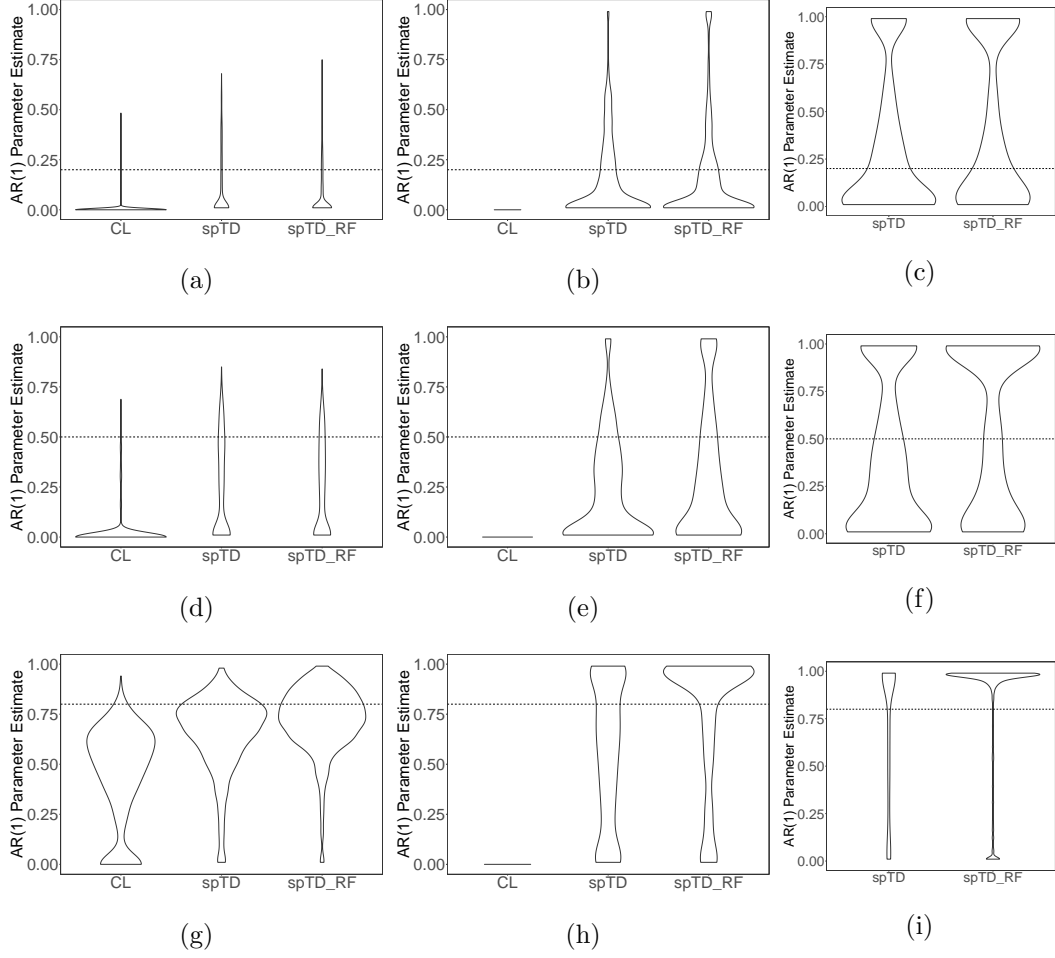 AR(1) Parameter Estimate
1.00
0.75
0.50
0.25
0.00
CL spTD spTD_RF
(a)
AR(1) Parameter Estimate
1.00
0.75
0.50
0.25
0.00
CL spTD spTD_RF
(b)
AR(1) Parameter Estimate
1.00
0.75
0.50
0.25
0.00
spTD spTD_RF
(c)
AR(1) Parameter Estimate
1.00
0.75
0.50
0.25
0.00
CL spTD spTD_RF
(d)
AR(1) Parameter Estimate
1.00
0.75
0.50
0.25
0.00
CL spTD spTD_RF
(e)
AR(1) Parameter Estimate
1.00
0.75
0.50
0.25
0.00
spTD spTD_RF
(f)
AR(1) Parameter Estimate
1.00
0.75
0.50
0.25
0.00
CL spTD spTD_RF
(g)
AR(1) Parameter Estimate
1.00
0.75
0.50
0.25
0.00
CL spTD spTD_RF
(h)
AR(1) Parameter Estimate
1.00
0.75
0.50
0.25
0.00
spTD spTD_RF
(i)